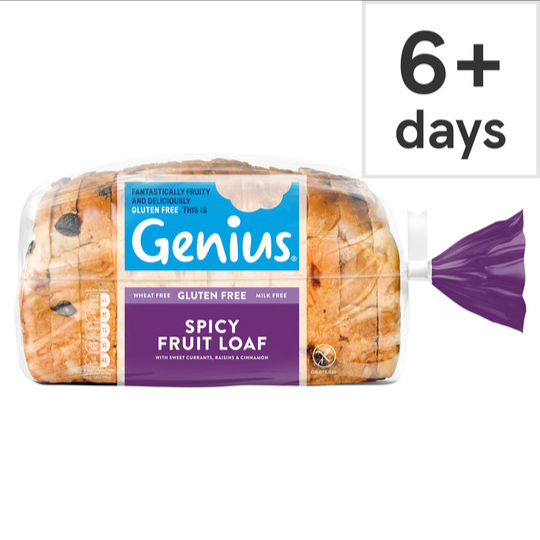 6+
days
FANTASTICALLY FRUITY
AND DELICIOUSLY
GLUTEN FREE THIS IS
Genius®
WHEAT FREE GLUTEN FREE MILK FREE
SPICY
FRUIT LOAF
WITH SWEET CURRANTS, RAISINS & CINNAMON